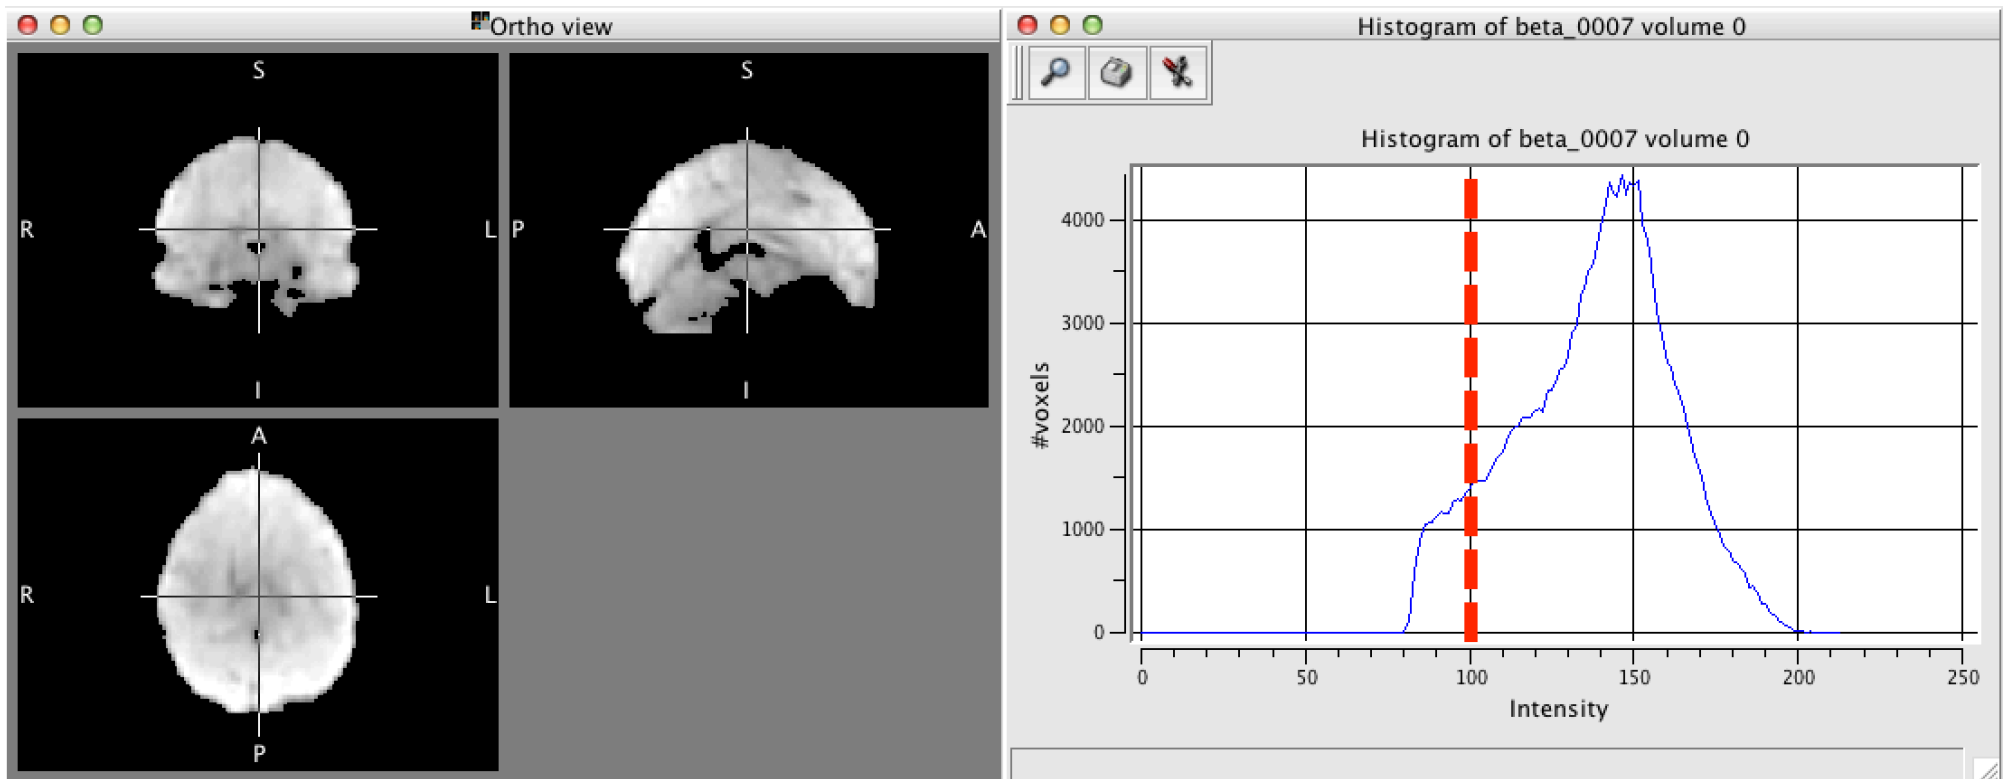 Ortho view
S
R
L
I
S
P
A
I
A
R
L
P
Histogram of beta_0007 volume 0
Histogram of beta_0007 volume 0
#voxels
4000
3000
2000
1000
0
0 50 100 150 200 250
Intensity